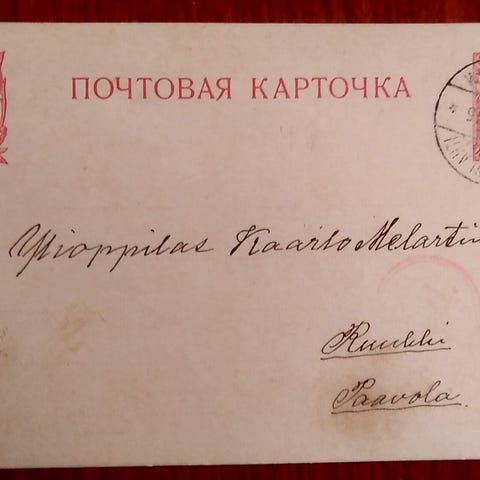 ПОЧТОВАЯ КАРТОЧКА
Ylioppilas Kaarlo Melartin
Ruukki
Paavola